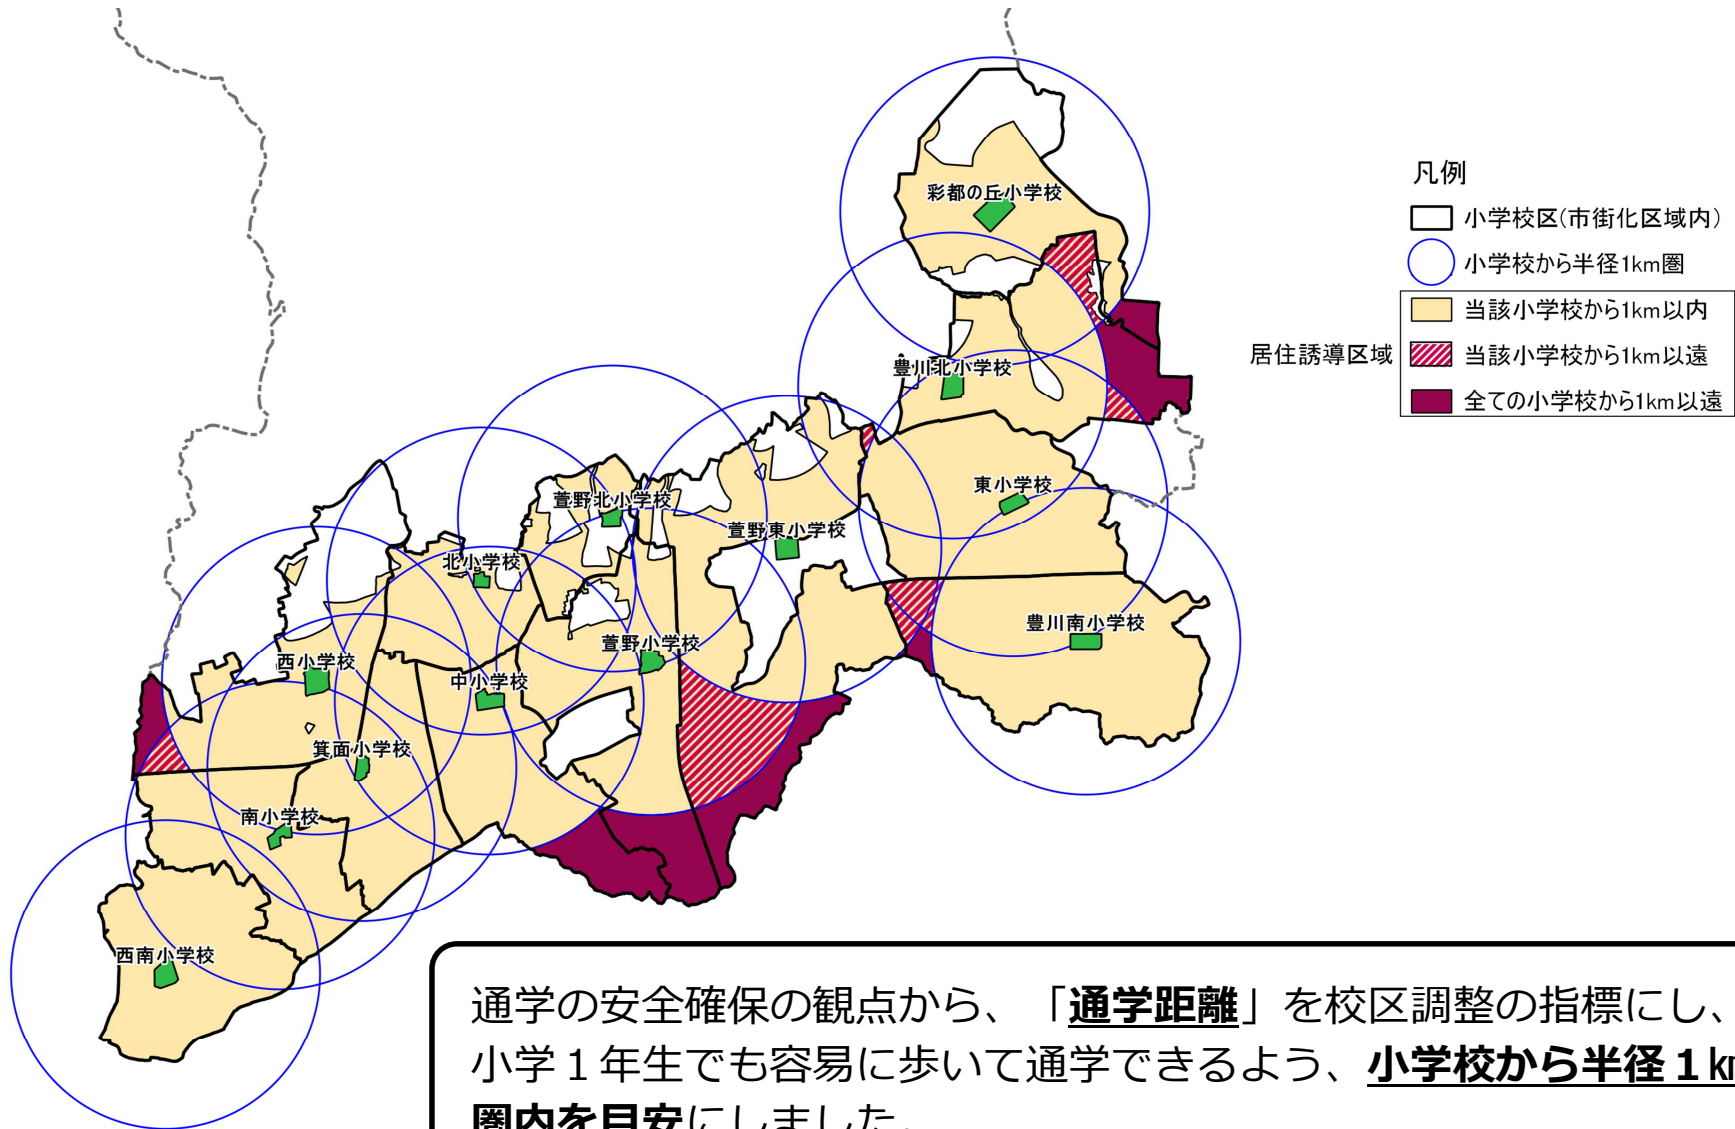 凡例
小学校区(市街化区域内)
小学校から半径1km圏
居住誘導区域
当該小学校から1km以内
当該小学校から1km以遠
全ての小学校から1km以遠
彩都の丘小学校
豊川北小学校
東小学校
萱野北小学校
萱野東小学校
北小学校
豊川南小学校
萱野小学校
西小学校
中小学校
箕面小学校
南小学校
西南小学校
通学の安全確保の観点から、「通学距離」を校区調整の指標にし、
小学1年生でも容易に歩いて通学できるよう、小学校から半径1km
圏内を目安にしました。